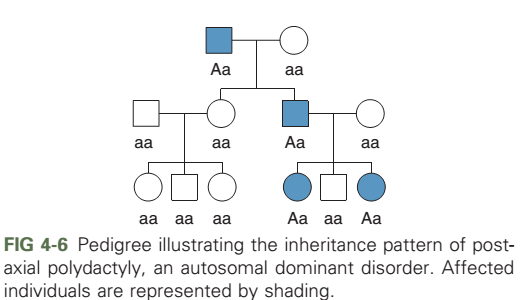 Aa aa
aa aa Aa aa
aa aa aa Aa aa Aa
FIG 4-6 Pedigree illustrating the inheritance pattern of post-
axial polydactyly, an autosomal dominant disorder. Affected
individuals are represented by shading.